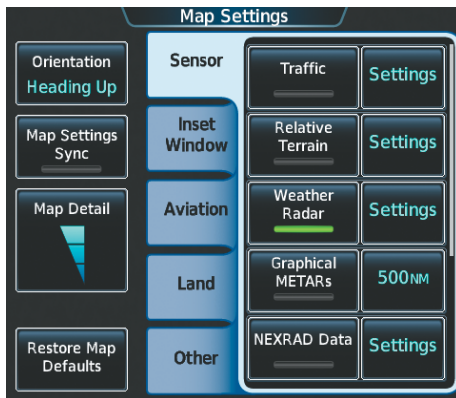 Map Settings
Orientation
Heading Up
Map Settings
Sync
Map Detail
Restore Map
Defaults
Sensor
Inset
Window
Aviation
Land
Other
Traffic
Settings
Relative
Terrain
Settings
Weather
Radar
Settings
Graphical
METARs
500NM
NEXRAD Data
Settings